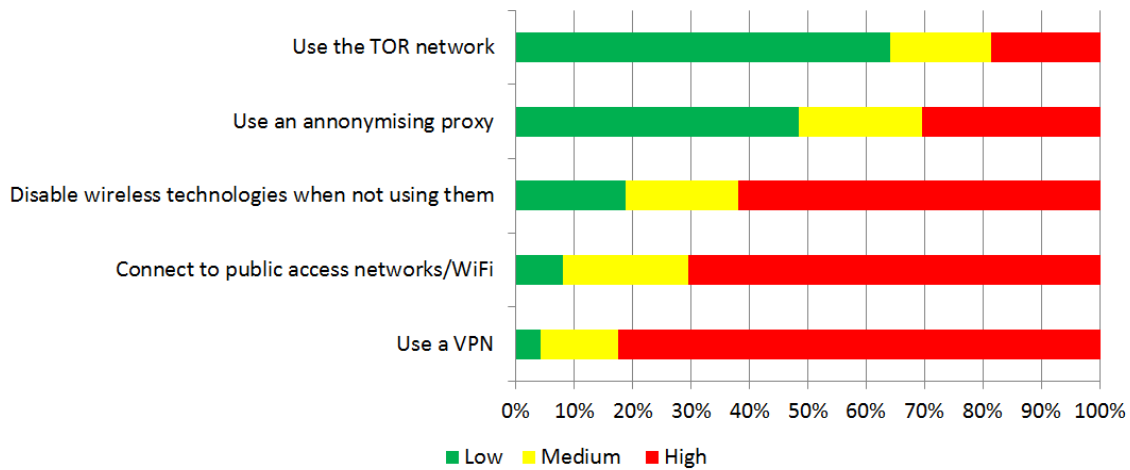 Use the TOR network
Use an annonymising proxy
Disable wireless technologies when not using them
Connect to public access networks/WiFi
Use a VPN
0% 10% 20% 30% 40% 50% 60% 70% 80% 90% 100%
Low Medium High